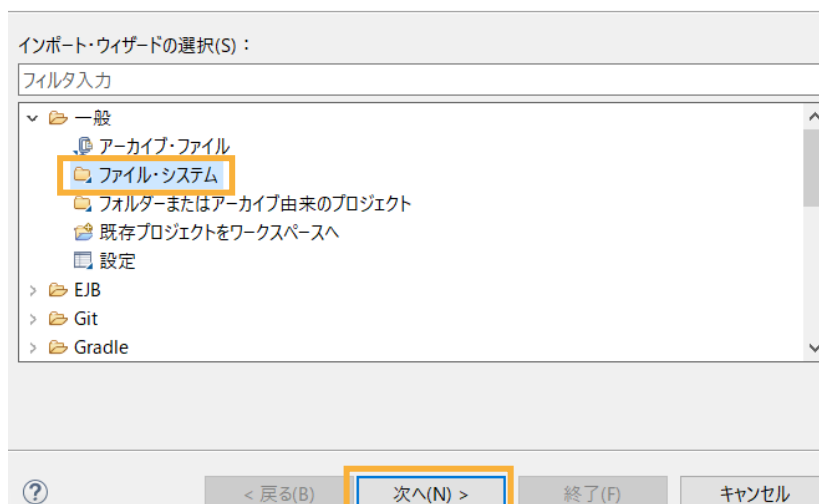 インポート・ウィザードの選択(S)：
フィルタ入力
一般
アーカイブ・ファイル
ファイル・システム
フォルダーまたはアーカイブ由来のプロジェクト
既存プロジェクトをワークスペースへ
設定
EJB
Git
Gradle
< 戻る(B) 次へ(N) > 終了(F) キャンセル